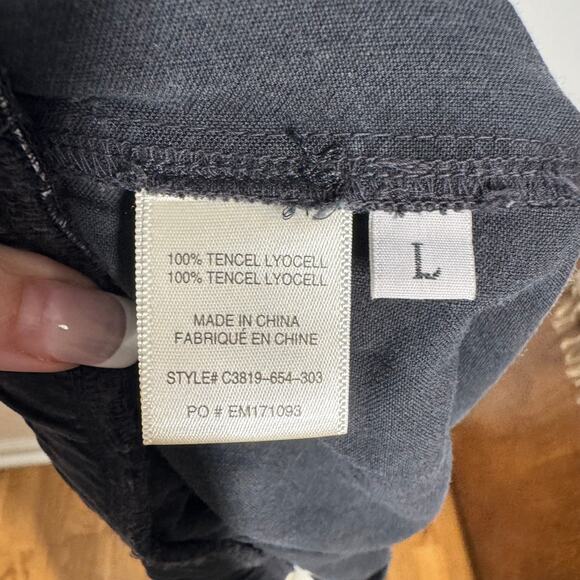 100% TENCEL LYOCELL
100% TENCEL LYOCELL
MADE IN CHINA
FABRIQUÉ EN CHINE
STYLE# C3819-654-303
PO # EM171093
L